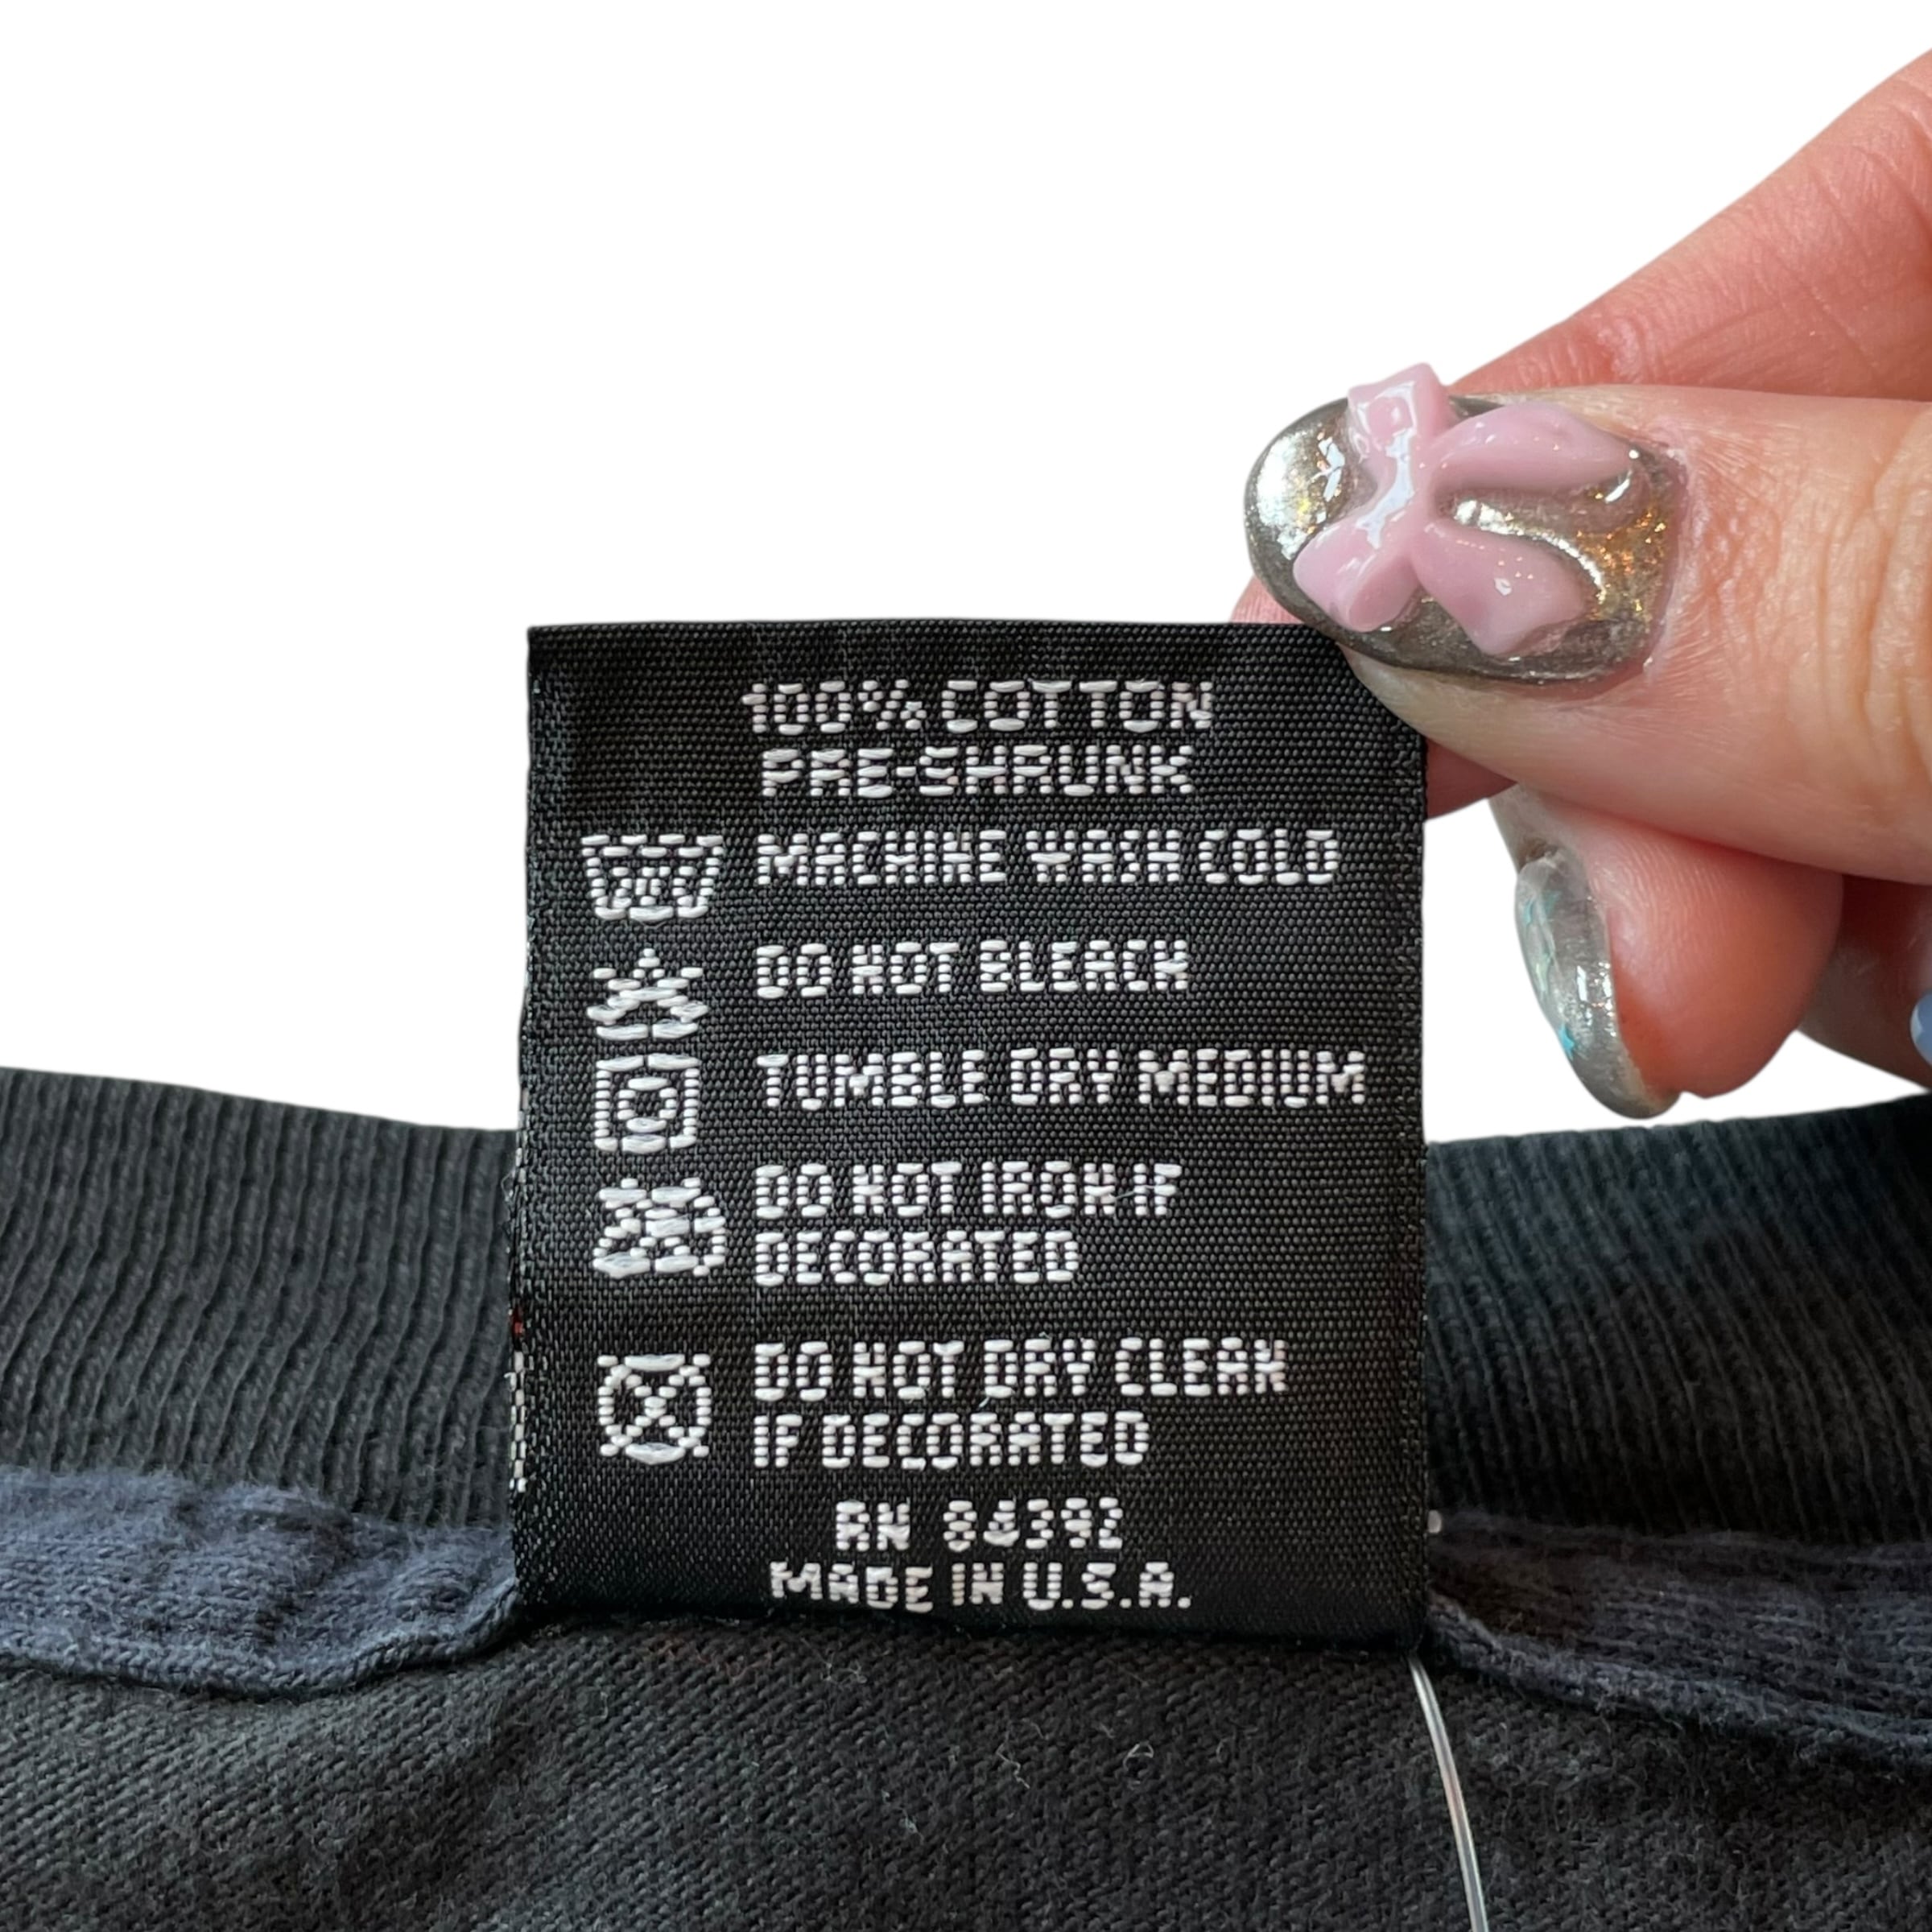 100% COTTON
PRE-SHRUNK
MACHINE WASH COLD
DO NOT BLEACH
TUMBLE DRY MEDIUM
DO NOT IRON IF
DECORATED
DO NOT DRY CLEAN
IF DECORATED
RN
MADE IN U.S.A.